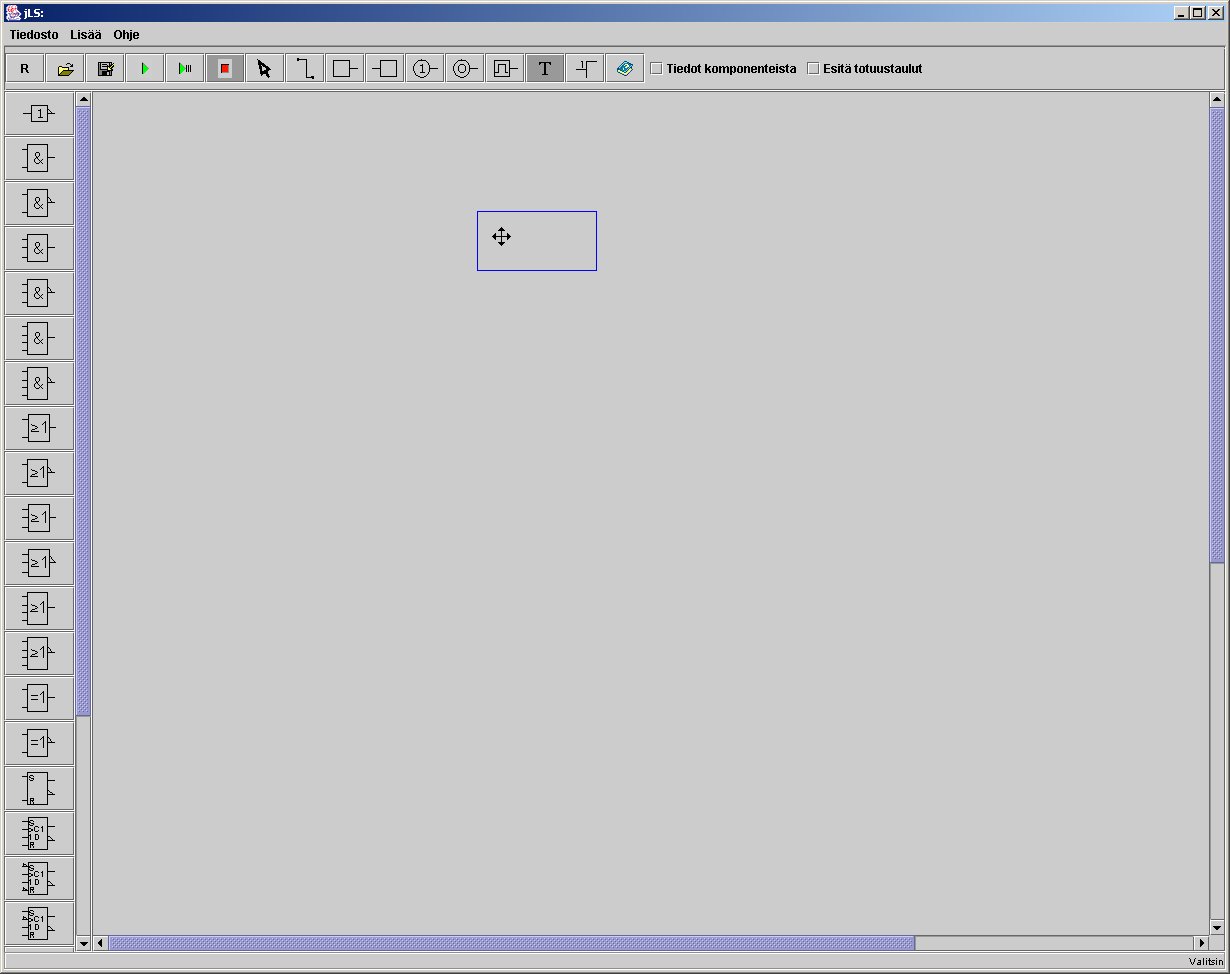 jLS:
Tiedosto Lisää Ohje
R 1 T Tiedot komponenteista Esitä totuustaulut
1
&
&
&
&
&
&
≥1
≥1
≥1
≥1
≥1
≥1
=1
=1
S
R
S
>C1
1D
R
S
>C1
1D
R
S
>C1
1D
R
Valitsin